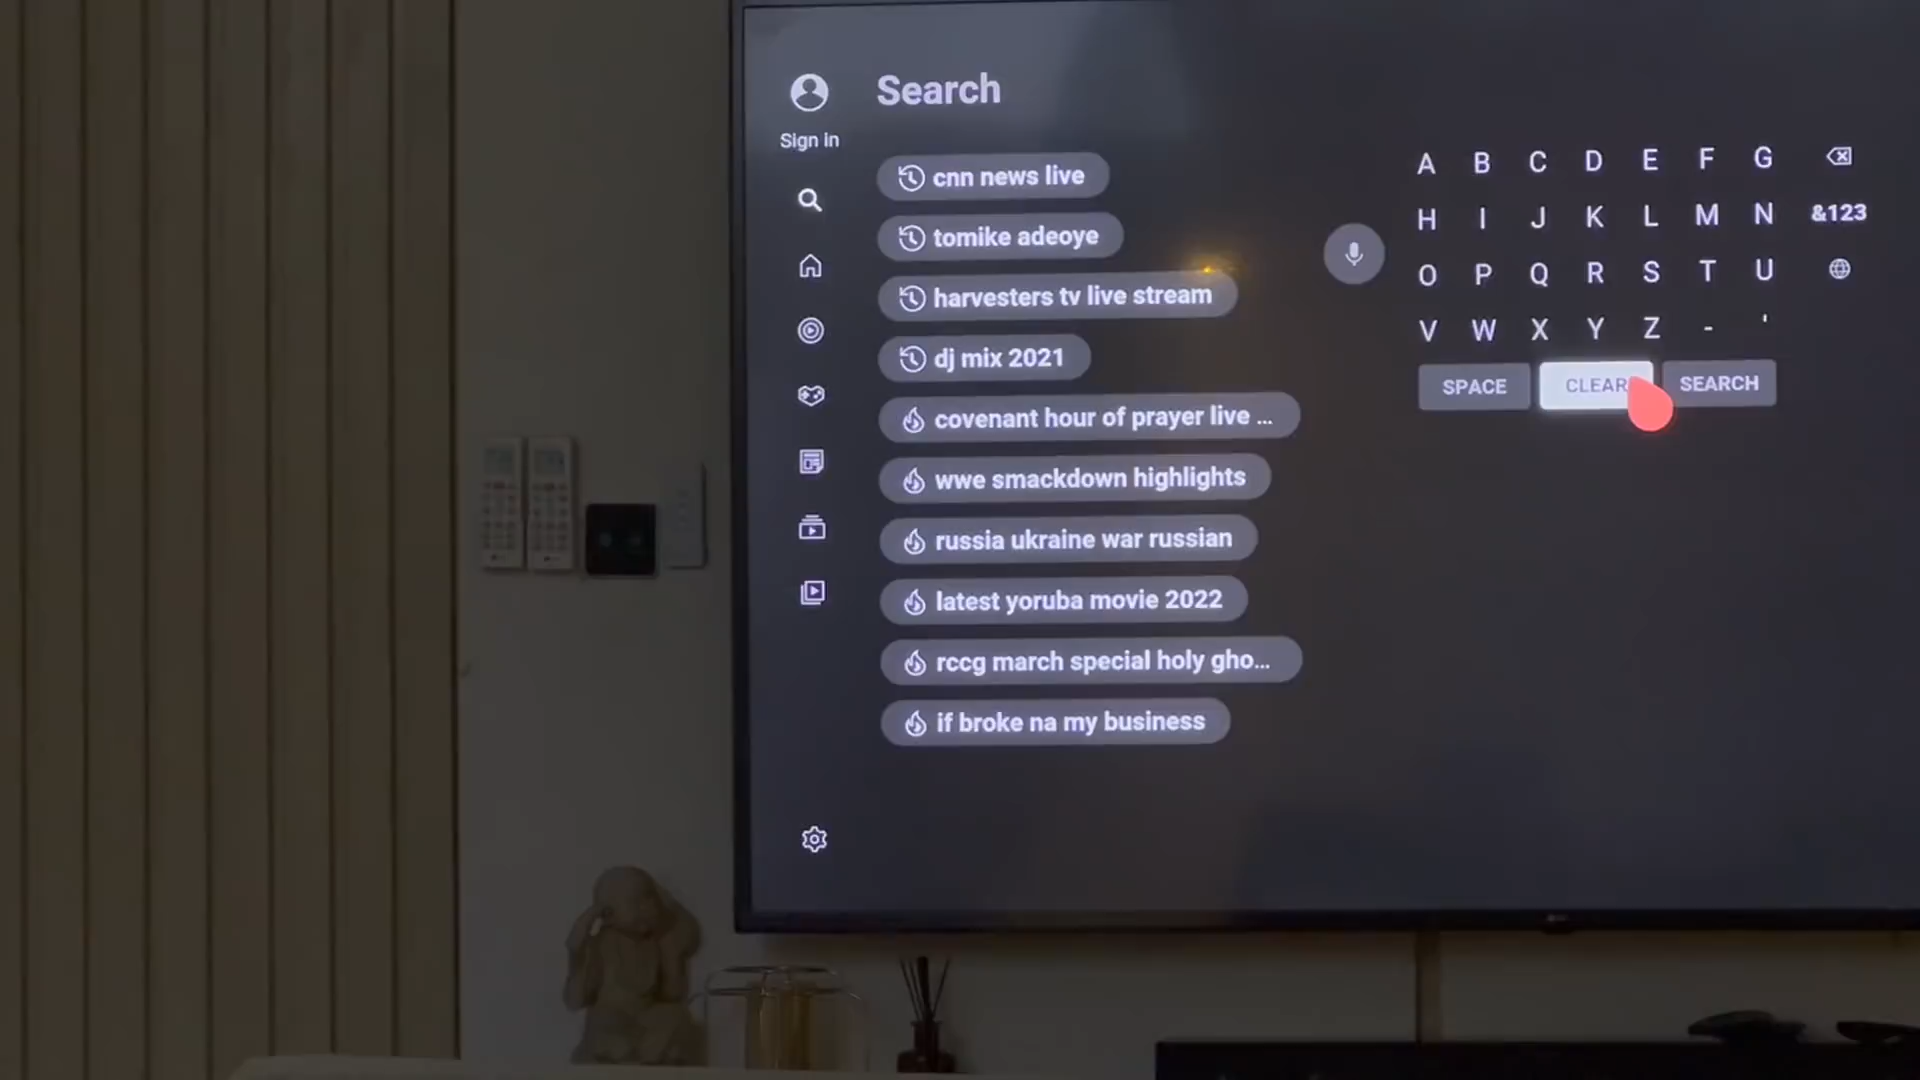 Search
Sign in
cnn news live
tomike adeoye
harvesters tv live stream
dj mix 2021
covenant hour of prayer live ...
wwe smackdown highlights
russia ukraine war russian
latest yoruba movie 2022
rccg march special holy gho...
if broke na my business
A B C D E F G
H I J K L M N &123
O P Q R S T U
V W X Y Z - '
SPACE CLEAR SEARCH